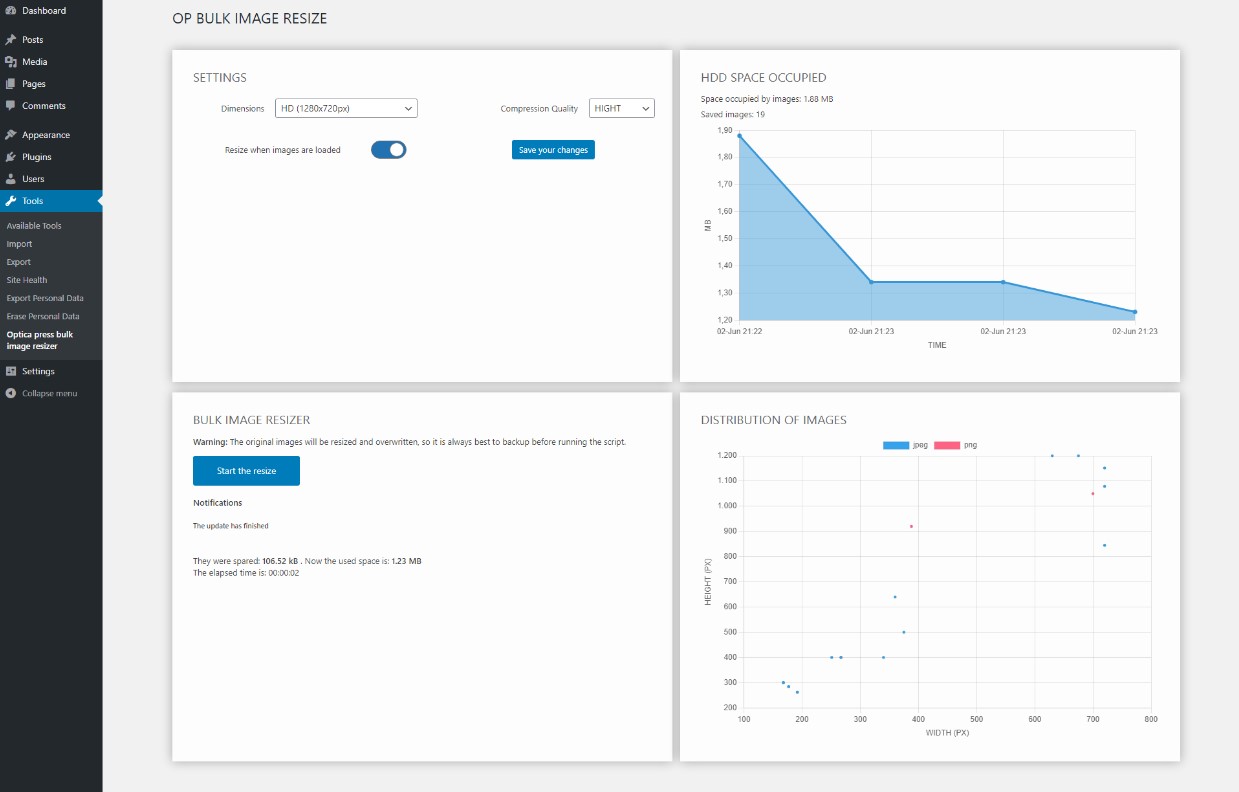 Dashboard
Posts
Media
Pages
Comments
Appearance
Plugins
Users
Tools
Available Tools
Import
Export
Site Health
Export Personal Data
Erase Personal Data
Optica press bulk
image resizer
Settings
Collapse menu
OP BULK IMAGE RESIZE
SETTINGS
Dimensions HD (1280x720px) Compression Quality HIGHT
Resize when images are loaded Save your changes
HDD SPACE OCCUPIED
Space occupied by images: 1.88 MB
Saved images: 19
1,90
1,80
1,70
1,60
1,50
1,40
1,30
1,20
MB
02-Jun 21:22 02-Jun 21:23 02-Jun 21:23 02-Jun 21:23
TIME
BULK IMAGE RESIZER
Warning: The original images will be resized and overwritten, so it is always best to backup before running the script.
Start the resize
Notifications
The update has finished
They were spared: 106.52 kB . Now the used space is: 1.23 MB
The elapsed time is: 00:00:02
DISTRIBUTION OF IMAGES
jpeg png
1.200
1.100
1.000
900
800
700
600
500
400
300
200
HEIGHT (PX)
100 200 300 400 500 600 700 800
WIDTH (PX)